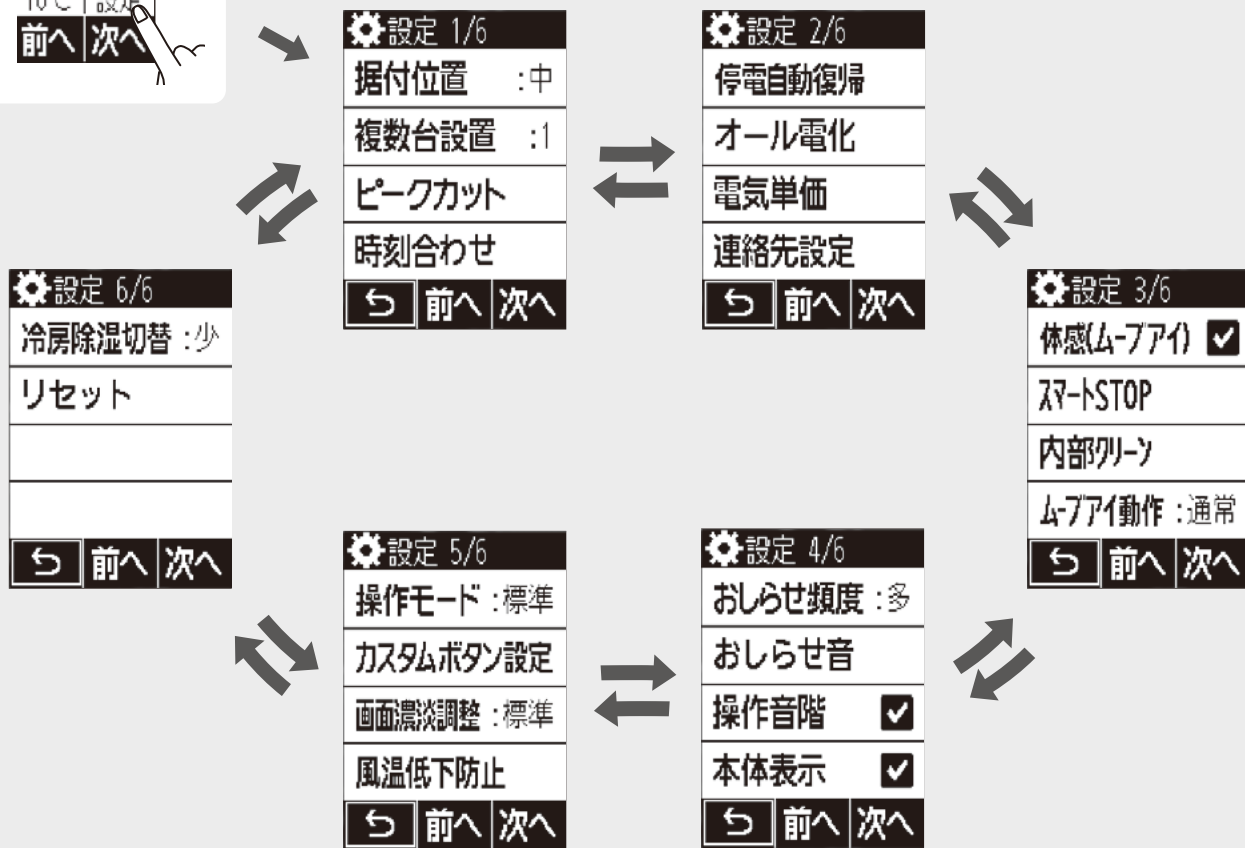 10℃ 設定
前へ 次へ
設定 1/6
据付位置 :中
複数台設置 :1
ピークカット
時刻合わせ
前へ 次へ
設定 2/6
停電自動復帰
オール電化
電気単価
連絡先設定
前へ 次へ
設定 3/6
体感(ムーブアイ)
スマートSTOP
内部クリーン
ムーブアイ動作 :通常
前へ 次へ
設定 4/6
おしらせ頻度 :多
おしらせ音
操作音階
本体表示
前へ 次へ
設定 5/6
操作モード :標準
カスタムボタン設定
画面濃淡調整 :標準
風温低下防止
前へ 次へ
設定 6/6
冷房除湿切替 :少
リセット
前へ 次へ